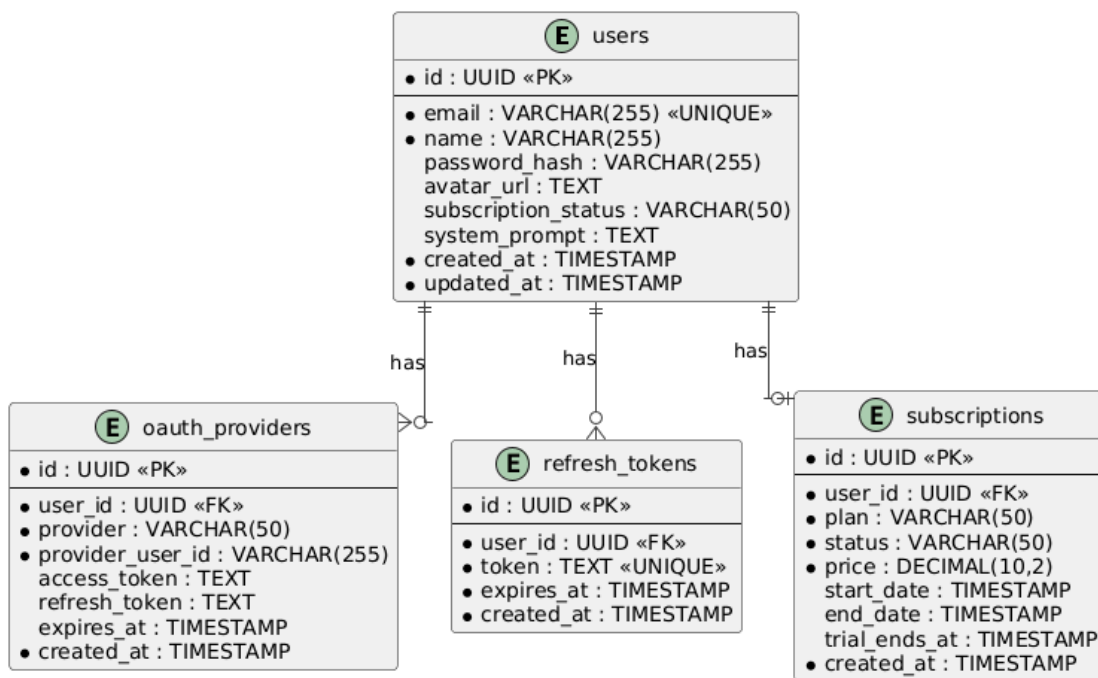 E users
id : UUID «PK»
email : VARCHAR(255) «UNIQUE»
name : VARCHAR(255)
password_hash : VARCHAR(255)
avatar_url : TEXT
subscription_status : VARCHAR(50)
system_prompt : TEXT
created_at : TIMESTAMP
updated_at : TIMESTAMP
has
has
has
E oauth_providers
id : UUID «PK»
user_id : UUID «FK»
provider : VARCHAR(50)
provider_user_id : VARCHAR(255)
access_token : TEXT
refresh_token : TEXT
expires_at : TIMESTAMP
created_at : TIMESTAMP
E refresh_tokens
id : UUID «PK»
user_id : UUID «FK»
token : TEXT «UNIQUE»
expires_at : TIMESTAMP
created_at : TIMESTAMP
E subscriptions
id : UUID «PK»
user_id : UUID «FK»
plan : VARCHAR(50)
status : VARCHAR(50)
price : DECIMAL(10,2)
start_date : TIMESTAMP
end_date : TIMESTAMP
trial_ends_at : TIMESTAMP
created_at : TIMESTAMP